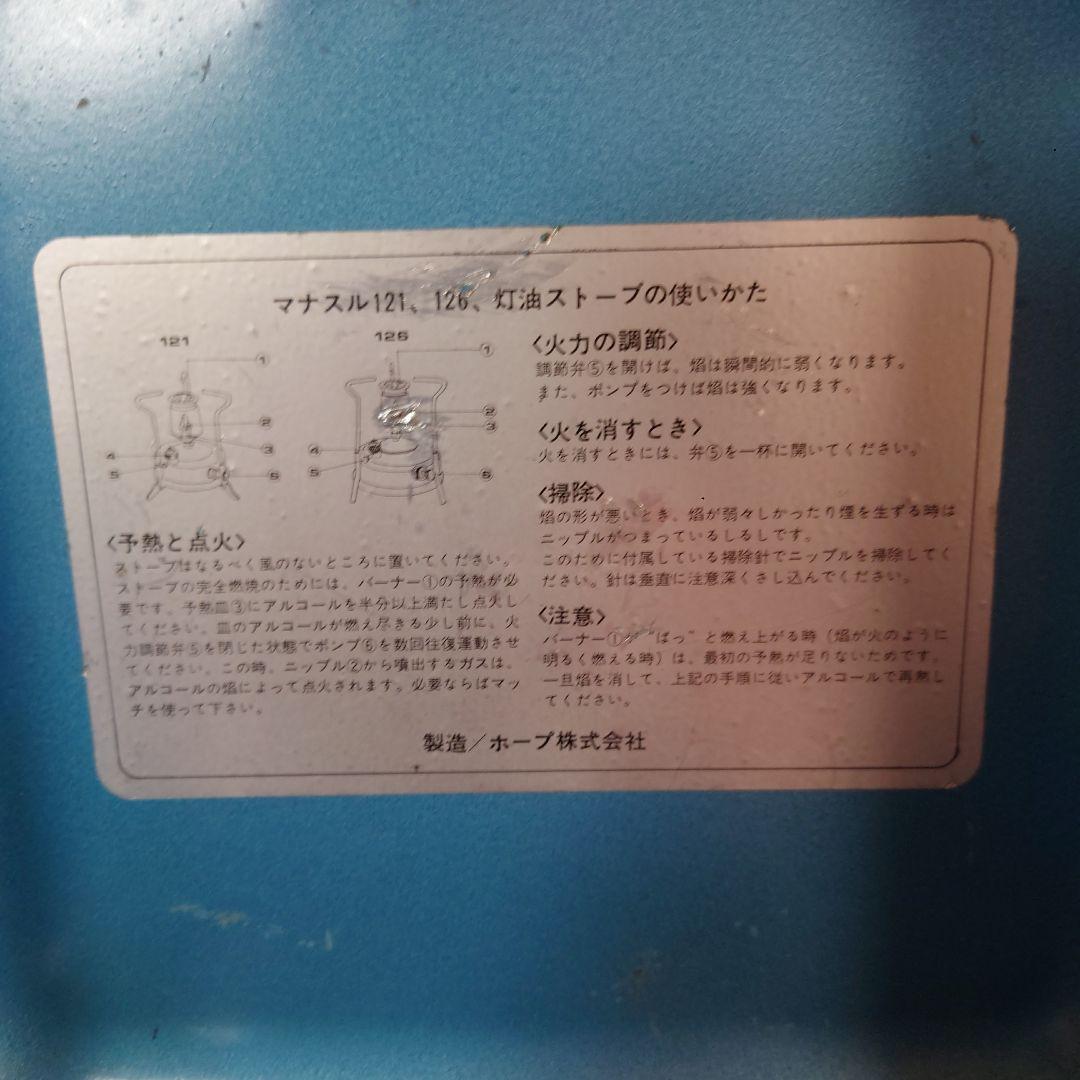 マナスル121、126、灯油ストーブの使いかた
121
126
①
②
③
4
5
6
①
②
③
4
5
6
〈予熱と点火〉
ストーブはなるべく風のないところに置いてください。
ストーブの完全燃焼のためには、バーナー①の予熱が必
要です。予熱皿③にアルコールを半分以上満たし点火し
てください。皿のアルコールが燃え尽きる少し前に、火
力調節弁⑤を閉じた状態でポンプ⑥を数回往復運動させ
てください。この時、ニップル②から噴出するガスは、
アルコールの焔によって点火されます。必要ならばマッ
チを使って下さい。
〈火力の調節〉
調節弁⑤を開けば、焔は瞬間的に弱くなります。
また、ポンプをつけば焔は強くなります。
〈火を消すとき〉
火を消すときには、弁⑤を一杯に開いてください。
〈掃除〉
焔の形が悪いとき、焔が弱々しかったり煙を生ずる時は
ニップルがつまっているしるしです。
このために付属している掃除針でニップルを掃除してく
ださい。針は垂直に注意深くさし込んでください。
〈注意〉
バーナー①が"ぱっ"と燃え上がる時（焔が火のように
明るく燃える時）は、最初の予熱が足りないためです。
一旦焔を消して、上記の手順に従いアルコールで再熱し
てください。
製造／ホープ株式会社